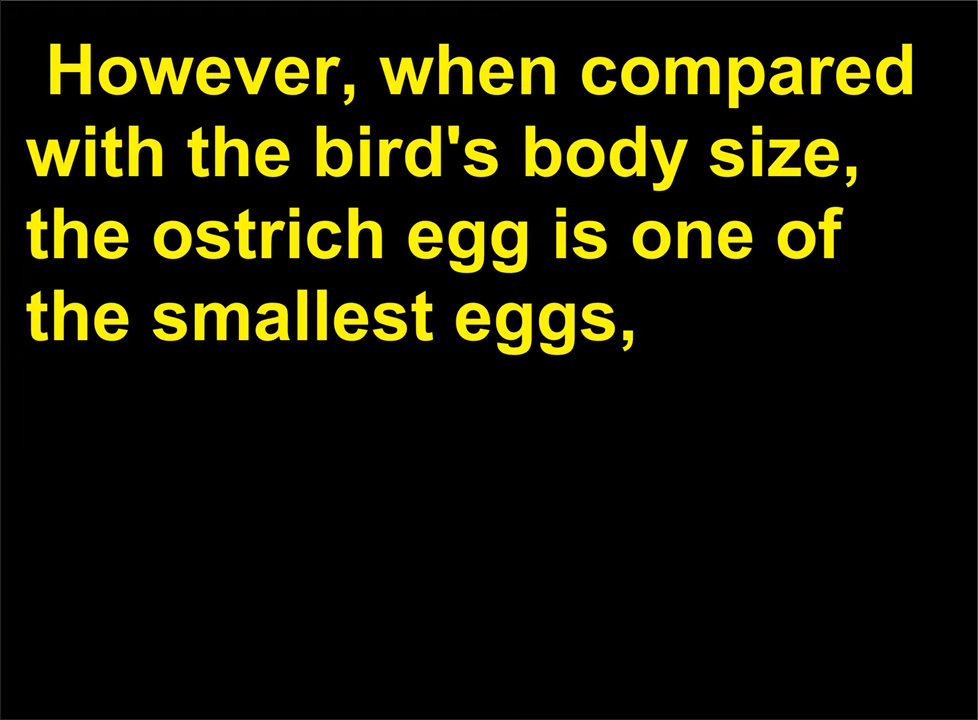 However, when compared
with the bird's body size,
the ostrich egg is one of
the smallest eggs,